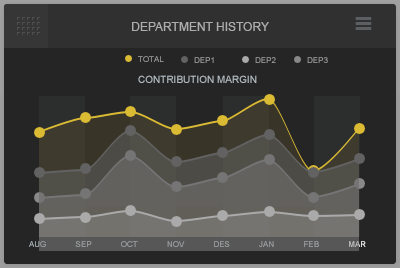 DEPARTMENT HISTORY
TOTAL DEP1 DEP2 DEP3
CONTRIBUTION MARGIN
AUG SEP OCT NOV DES JAN FEB MAR